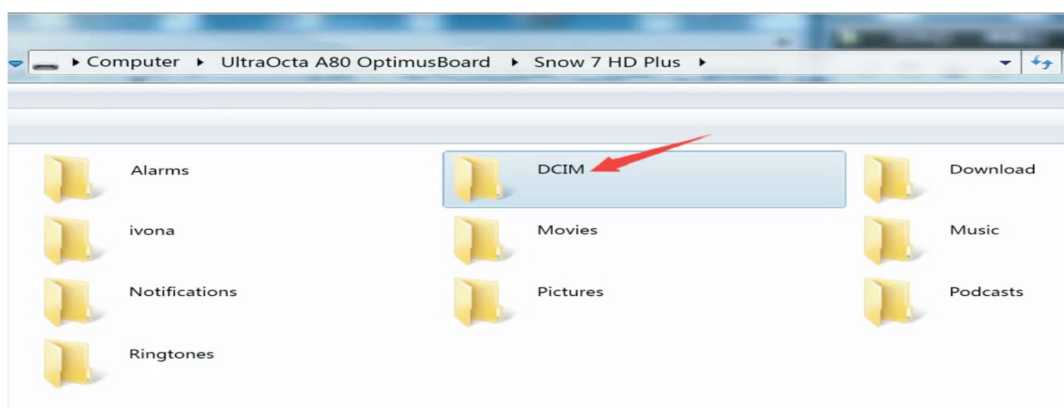 Computer UltraOcta A80 OptimusBoard Snow 7 HD Plus
Alarms DCIM Download
ivona Movies Music
Notifications Pictures Podcasts
Ringtones